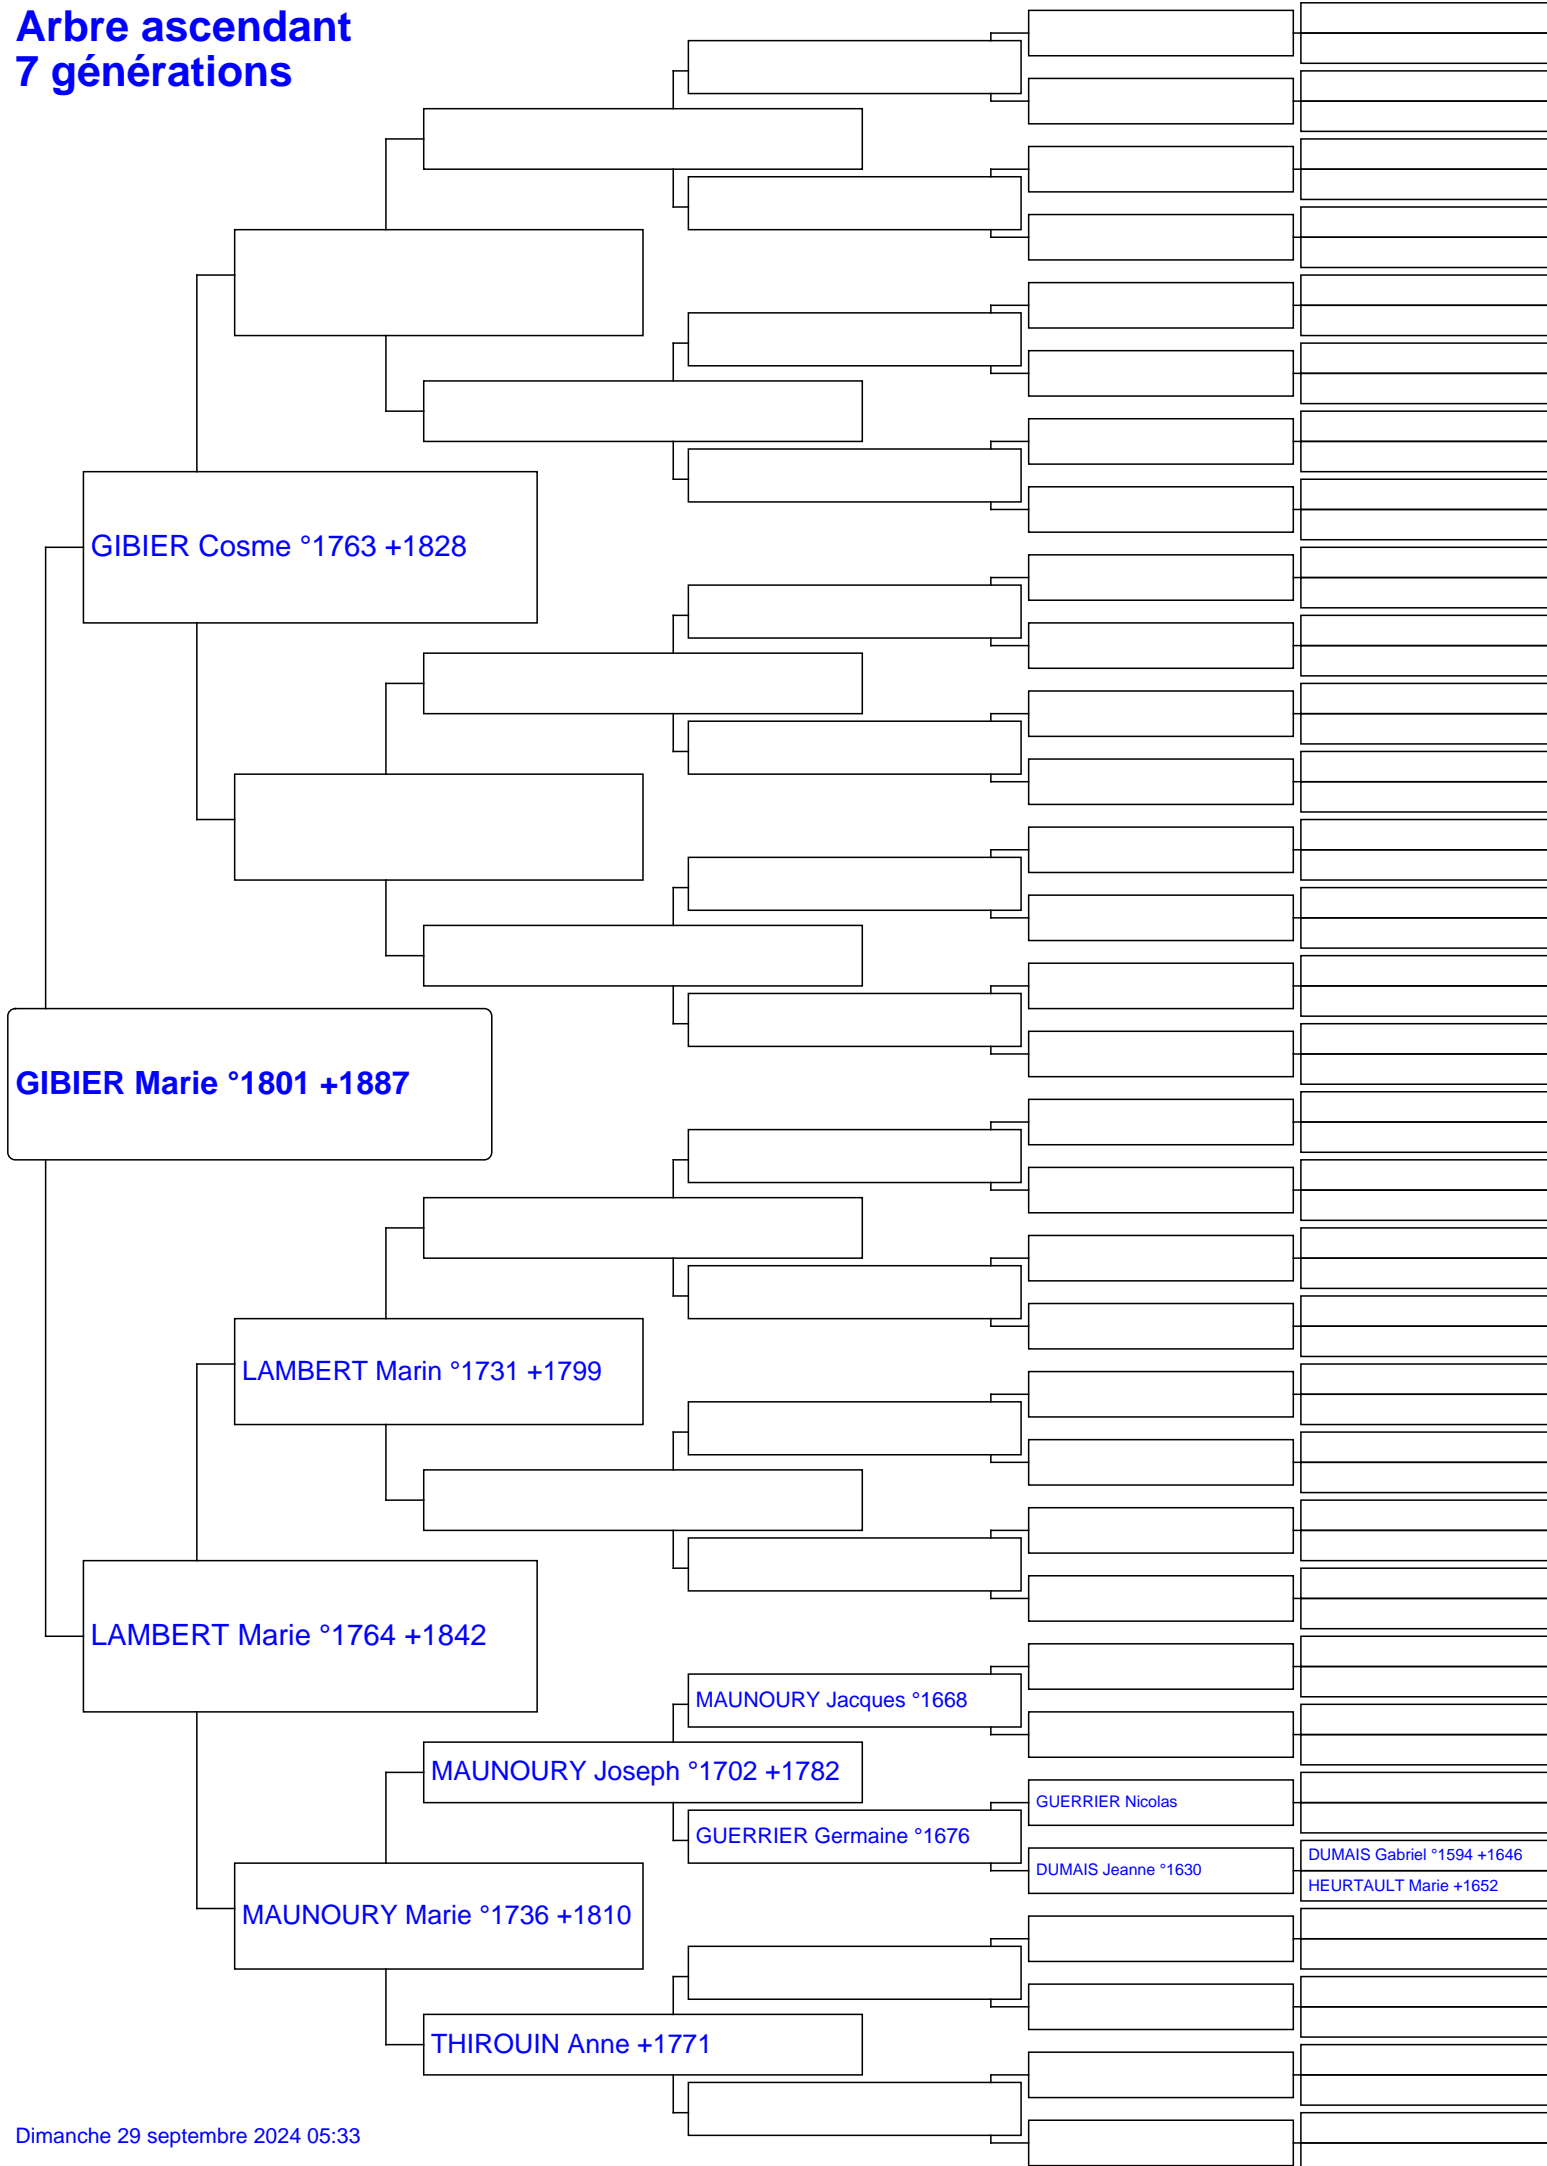 Arbre ascendant
7 générations
GIBIER Cosme °1763 +1828
GIBIER Marie °1801 +1887
LAMBERT Marin °1731 +1799
LAMBERT Marie °1764 +1842
MAUNOURY Jacques °1668
MAUNOURY Joseph °1702 +1782
GUERRIER Nicolas
GUERRIER Germaine °1676
DUMAIS Gabriel °1594 +1646
DUMAIS Jeanne °1630
HEURTAULT Marie +1652
MAUNOURY Marie °1736 +1810
THIROUIN Anne +1771
Dimanche 29 septembre 2024 05:33